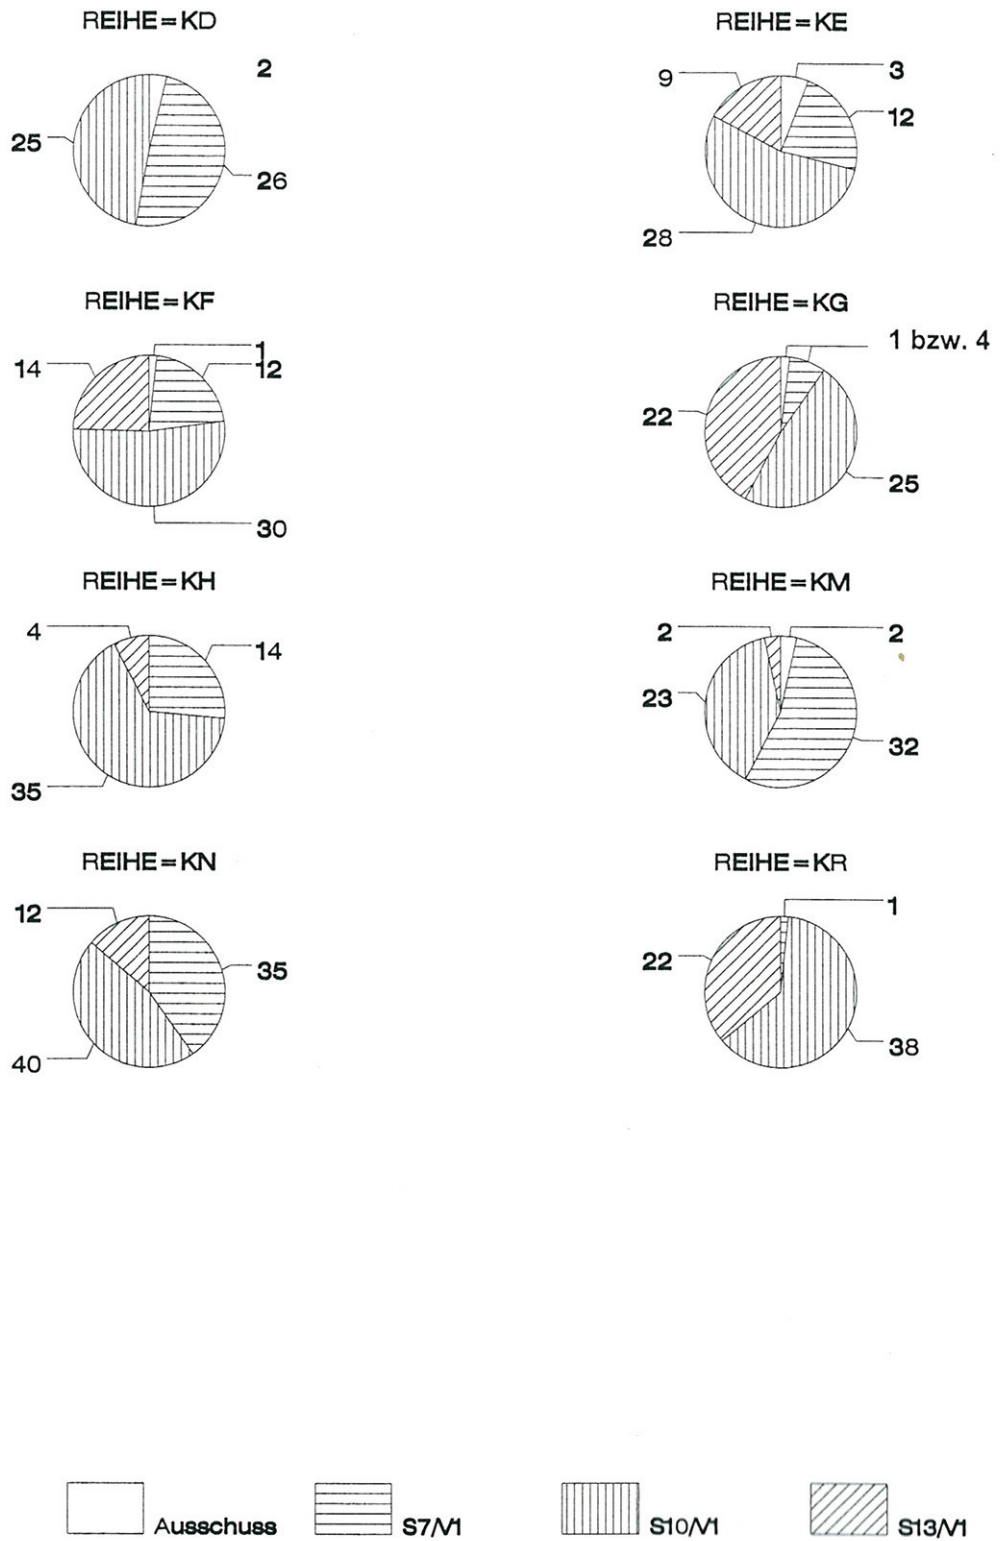 REIHE=KD
2
25
26
REIHE=KE
9
3
12
28
REIHE=KF
14
1
12
30
REIHE=KG
1 bzw. 4
22
25
REIHE=KH
4
14
35
REIHE=KM
2
2
23
32
REIHE=KN
12
35
40
REIHE=KR
1
22
38
Ausschuss
S7/V1
S10/V1
S13/V1